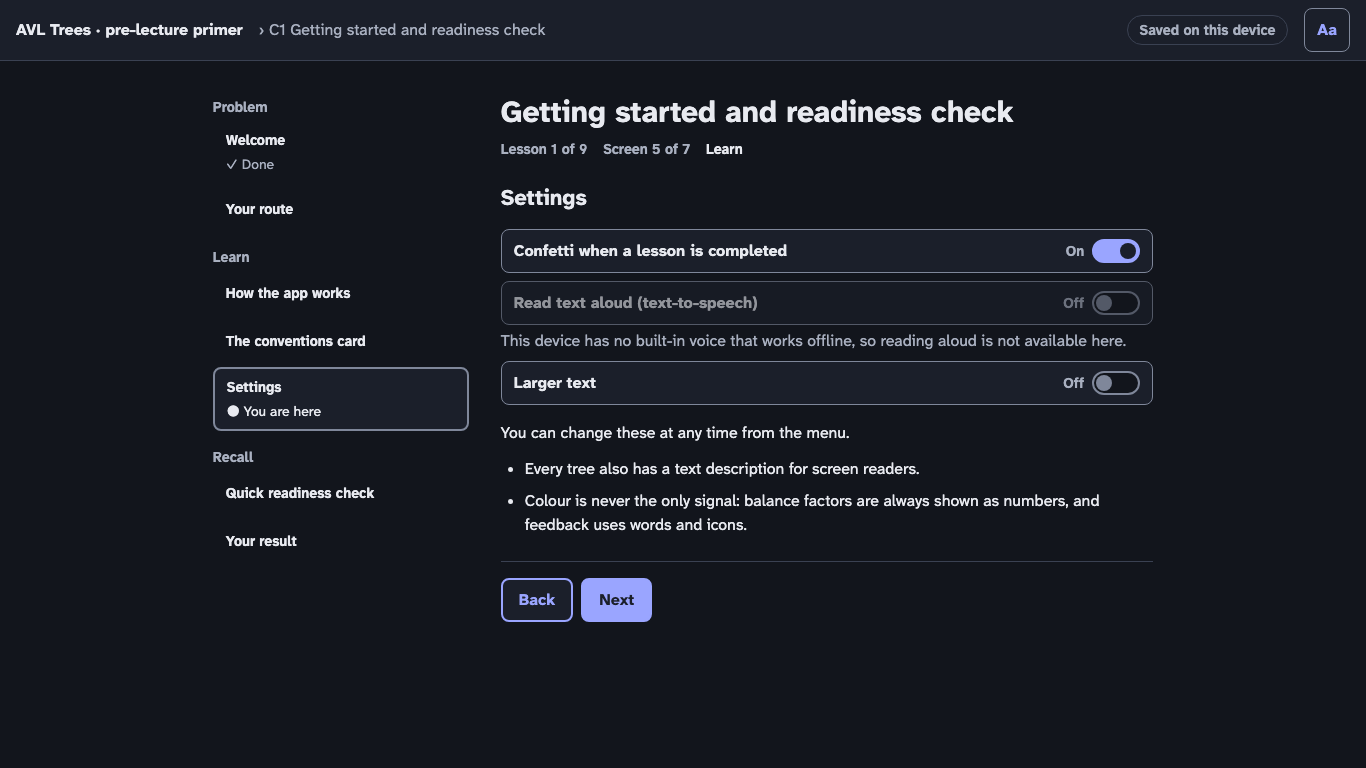 AVL Trees · pre-lecture primer
› C1 Getting started and readiness check
Saved on this device
Aa
Problem
Welcome
✓ Done
Your route
Learn
How the app works
The conventions card
Settings
You are here
Recall
Quick readiness check
Your result
Getting started and readiness check
Lesson 1 of 9 Screen 5 of 7 Learn
Settings
Confetti when a lesson is completed On
Read text aloud (text-to-speech) Off
This device has no built-in voice that works offline, so reading aloud is not available here.
Larger text Off
You can change these at any time from the menu.
• Every tree also has a text description for screen readers.
• Colour is never the only signal: balance factors are always shown as numbers, and
feedback uses words and icons.
Back Next